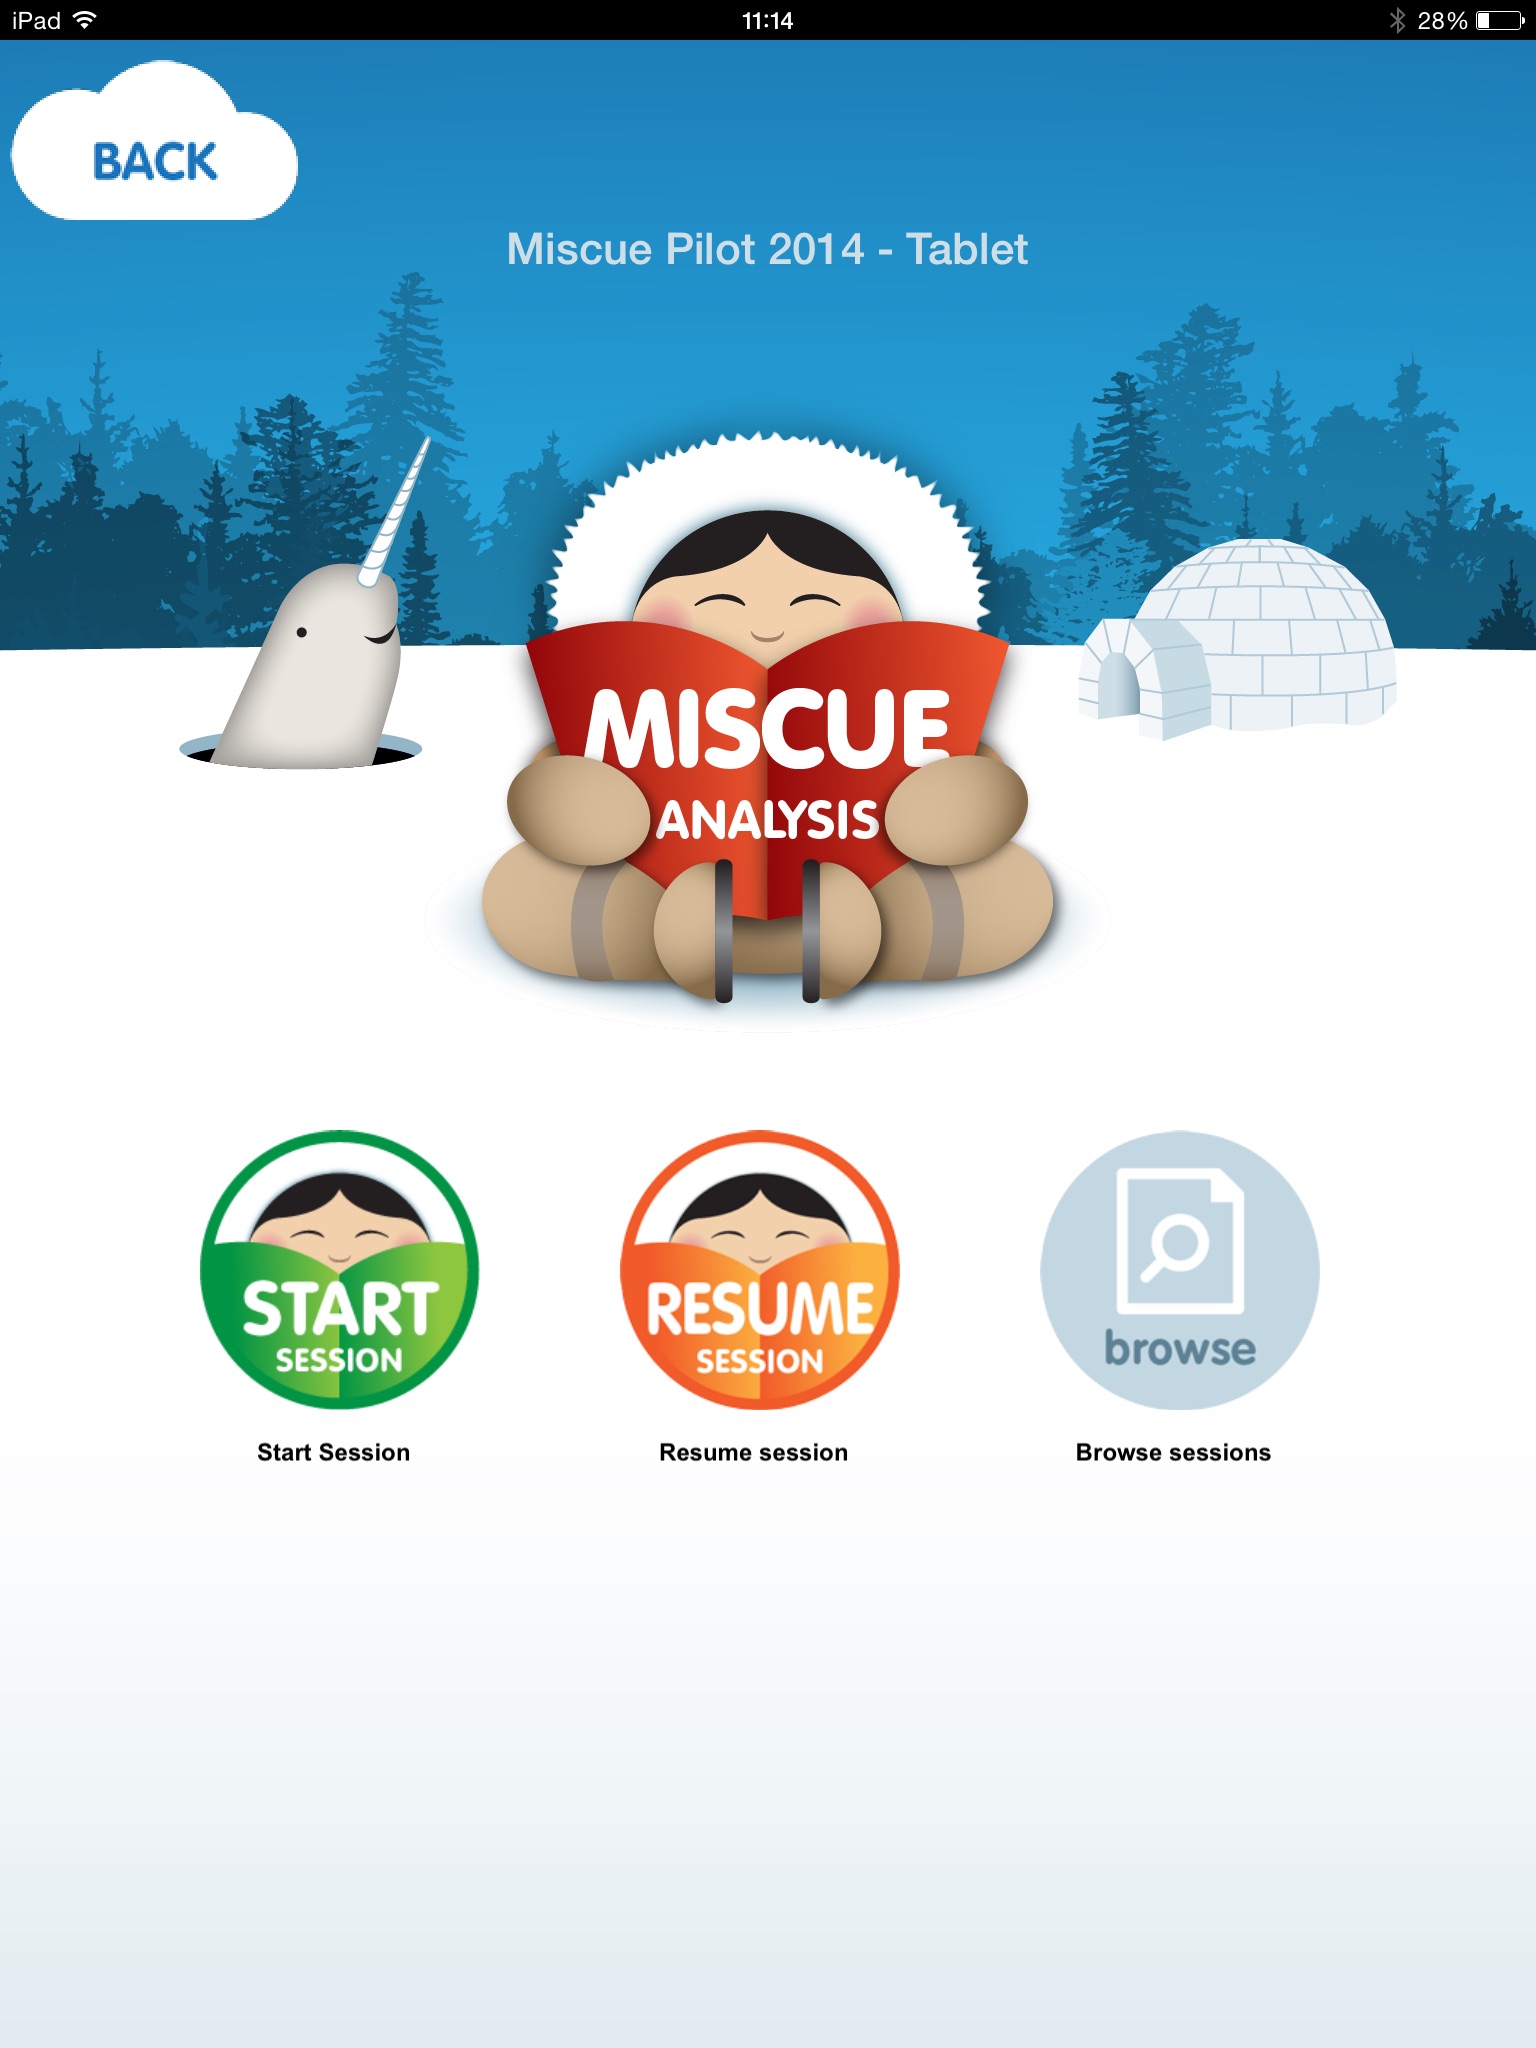 iPad 11:14 28%
BACK
Miscue Pilot 2014 - Tablet
MISCUE
ANALYSIS
START
SESSION
RESUME
SESSION
browse
Start Session
Resume session
Browse sessions